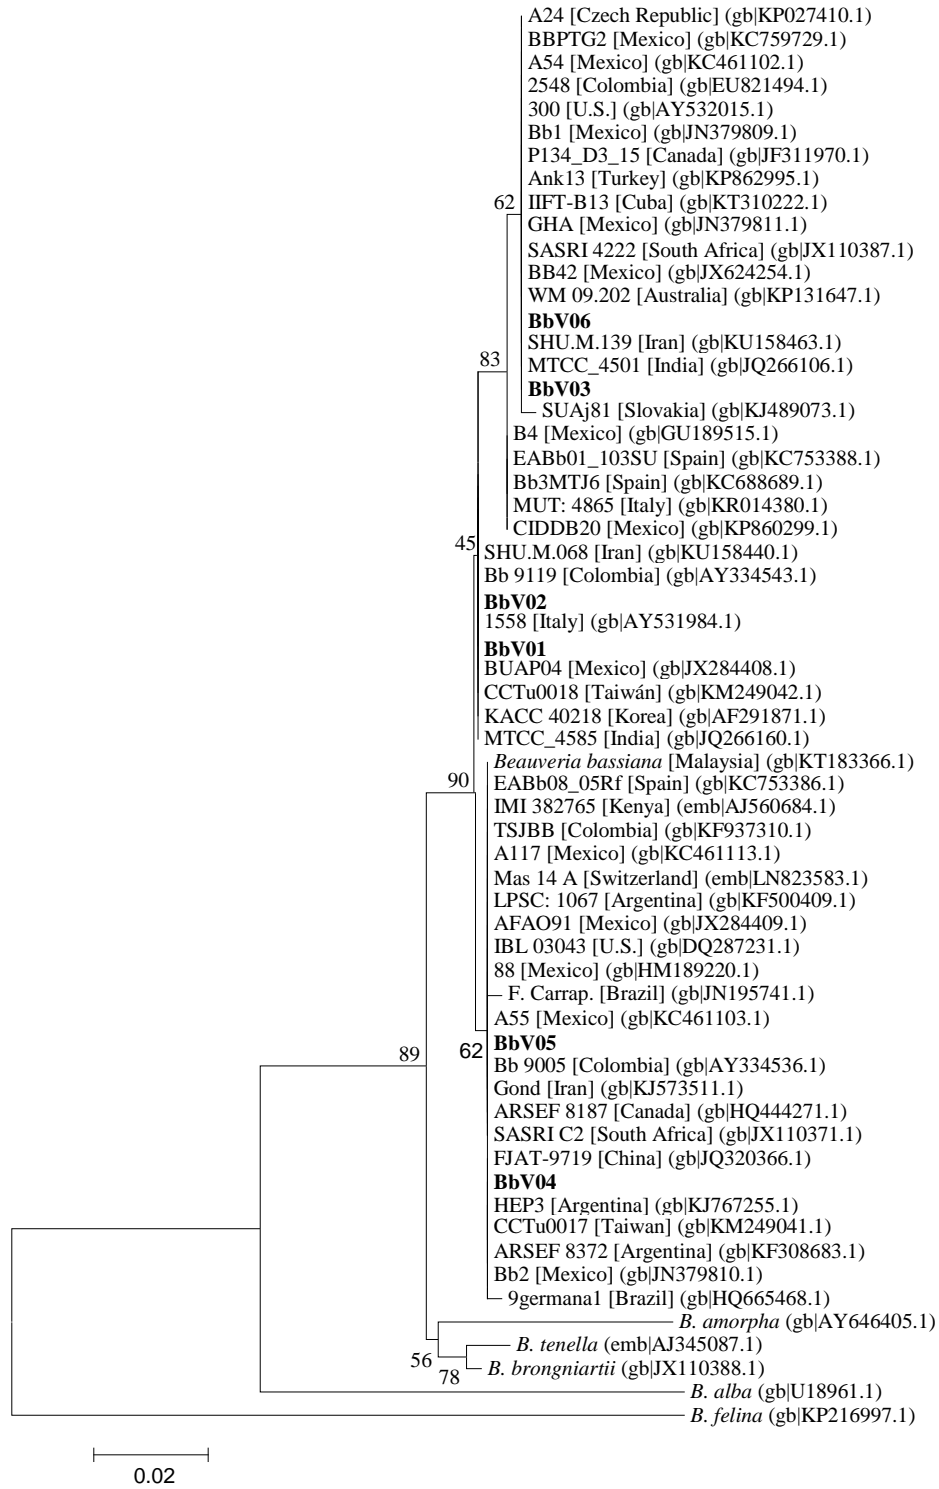 A24 [Czech Republic] (gb|KP027410.1)
BBPTG2 [Mexico] (gb|KC759729.1)
A54 [Mexico] (gb|KC461102.1)
2548 [Colombia] (gb|EU821494.1)
300 [U.S.] (gb|AY532015.1)
Bb1 [Mexico] (gb|JN379809.1)
P134_D3_15 [Canada] (gb|JF311970.1)
Ank13 [Turkey] (gb|KP862995.1)
62
IIFT-B13 [Cuba] (gb|KT310222.1)
GHA [Mexico] (gb|JN379811.1)
SASRI 4222 [South Africa] (gb|JX110387.1)
BB42 [Mexico] (gb|JX624254.1)
WM 09.202 [Australia] (gb|KP131647.1)
BbV06
SHU.M.139 [Iran] (gb|KU158463.1)
83
MTCC_4501 [India] (gb|JQ266106.1)
BbV03
SUAj81 [Slovakia] (gb|KJ489073.1)
B4 [Mexico] (gb|GU189515.1)
EABb01_103SU [Spain] (gb|KC753388.1)
Bb3MTJ6 [Spain] (gb|KC688689.1)
MUT: 4865 [Italy] (gb|KR014380.1)
CIDDB20 [Mexico] (gb|KP860299.1)
45
SHU.M.068 [Iran] (gb|KU158440.1)
Bb 9119 [Colombia] (gb|AY334543.1)
BbV02
1558 [Italy] (gb|AY531984.1)
BbV01
BUAP04 [Mexico] (gb|JX284408.1)
CCTu0018 [Taiwán] (gb|KM249042.1)
KACC 40218 [Korea] (gb|AF291871.1)
MTCC_4585 [India] (gb|JQ266160.1)
Beauveria bassiana [Malaysia] (gb|KT183366.1)
90
EABb08_05Rf [Spain] (gb|KC753386.1)
IMI 382765 [Kenya] (emb|AJ560684.1)
TSJBB [Colombia] (gb|KF937310.1)
A117 [Mexico] (gb|KC461113.1)
Mas 14 A [Switzerland] (emb|LN823583.1)
LPSC: 1067 [Argentina] (gb|KF500409.1)
AFAO91 [Mexico] (gb|JX284409.1)
IBL 03043 [U.S.] (gb|DQ287231.1)
88 [Mexico] (gb|HM189220.1)
F. Carrap. [Brazil] (gb|JN195741.1)
A55 [Mexico] (gb|KC461103.1)
BbV05
89
62
Bb 9005 [Colombia] (gb|AY334536.1)
Gond [Iran] (gb|KJ573511.1)
ARSEF 8187 [Canada] (gb|HQ444271.1)
SASRI C2 [South Africa] (gb|JX110371.1)
FJAT-9719 [China] (gb|JQ320366.1)
BbV04
HEP3 [Argentina] (gb|KJ767255.1)
CCTu0017 [Taiwan] (gb|KM249041.1)
ARSEF 8372 [Argentina] (gb|KF308683.1)
Bb2 [Mexico] (gb|JN379810.1)
9germana1 [Brazil] (gb|HQ665468.1)
B. amorpha (gb|AY646405.1)
B. tenella (emb|AJ345087.1)
56
B. brongniartii (gb|JX110388.1)
78
B. alba (gb|U18961.1)
B. felina (gb|KP216997.1)
0.02